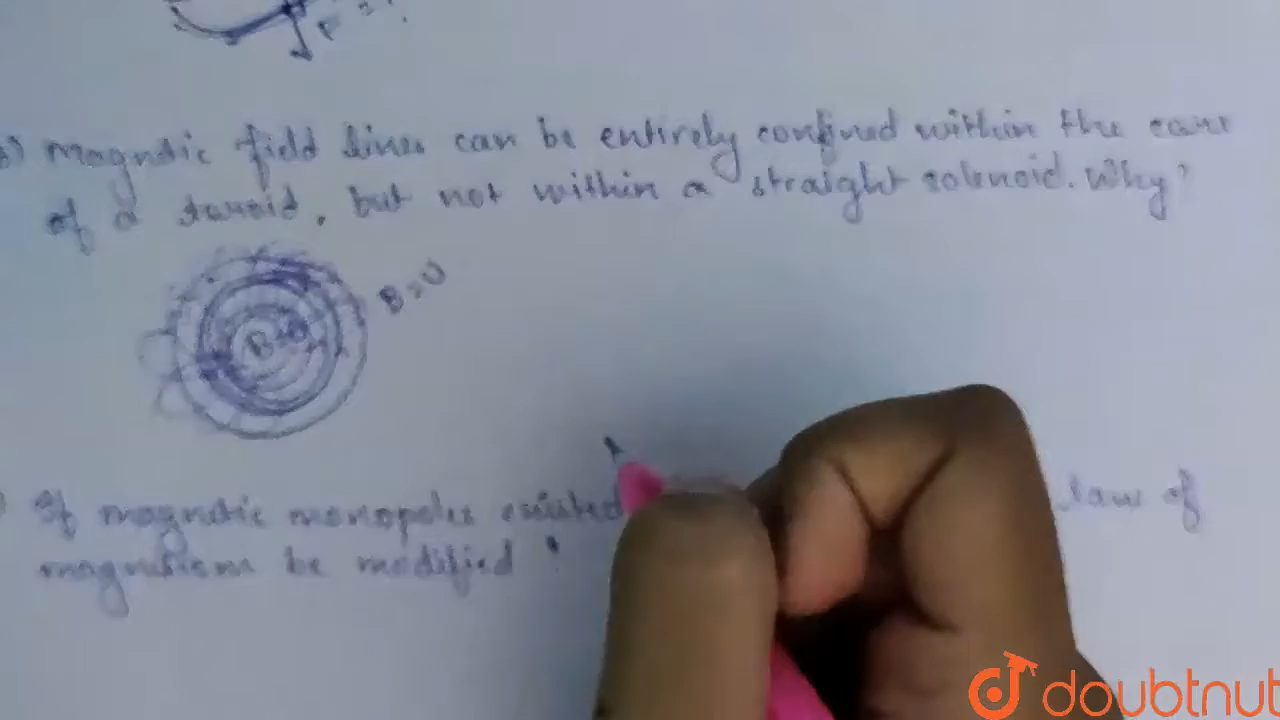 Magnetic field lines can be entirely confined within the core
of a toroid, but not within a straight solenoid. Why?
B=0
B=0
If magnetic monopoles existed law of
magnetism be modified ?
doubtnut